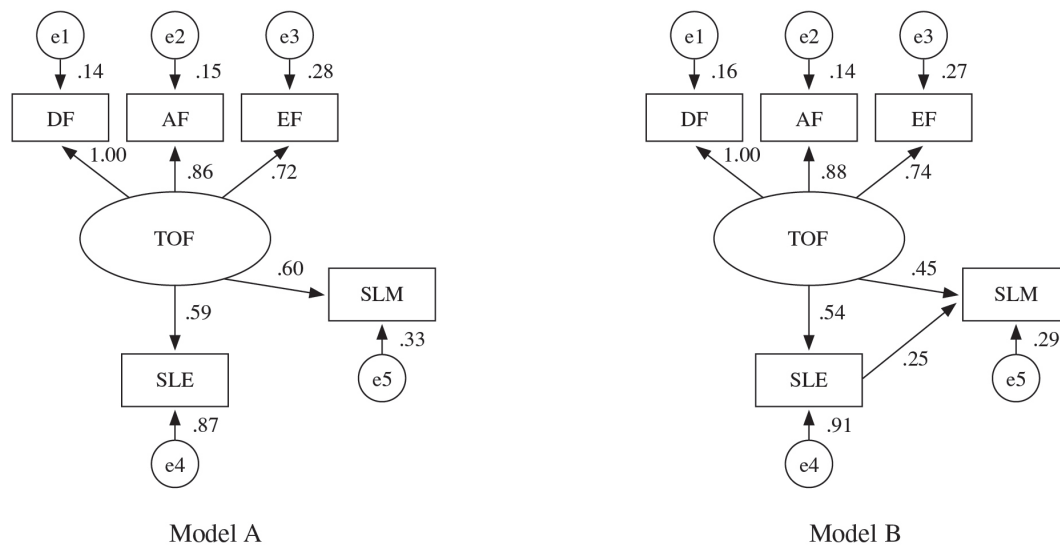 e1 e2 e3
.14 .15 .28
DF AF EF
1.00 .86 .72
TOF
.60
SLM
.59
.33
SLE e5
.87
e4
Model A
e1 e2 e3
.16 .14 .27
DF AF EF
1.00 .88 .74
TOF
.45
SLM
.54
.29
.25
SLE e5
.91
e4
Model B